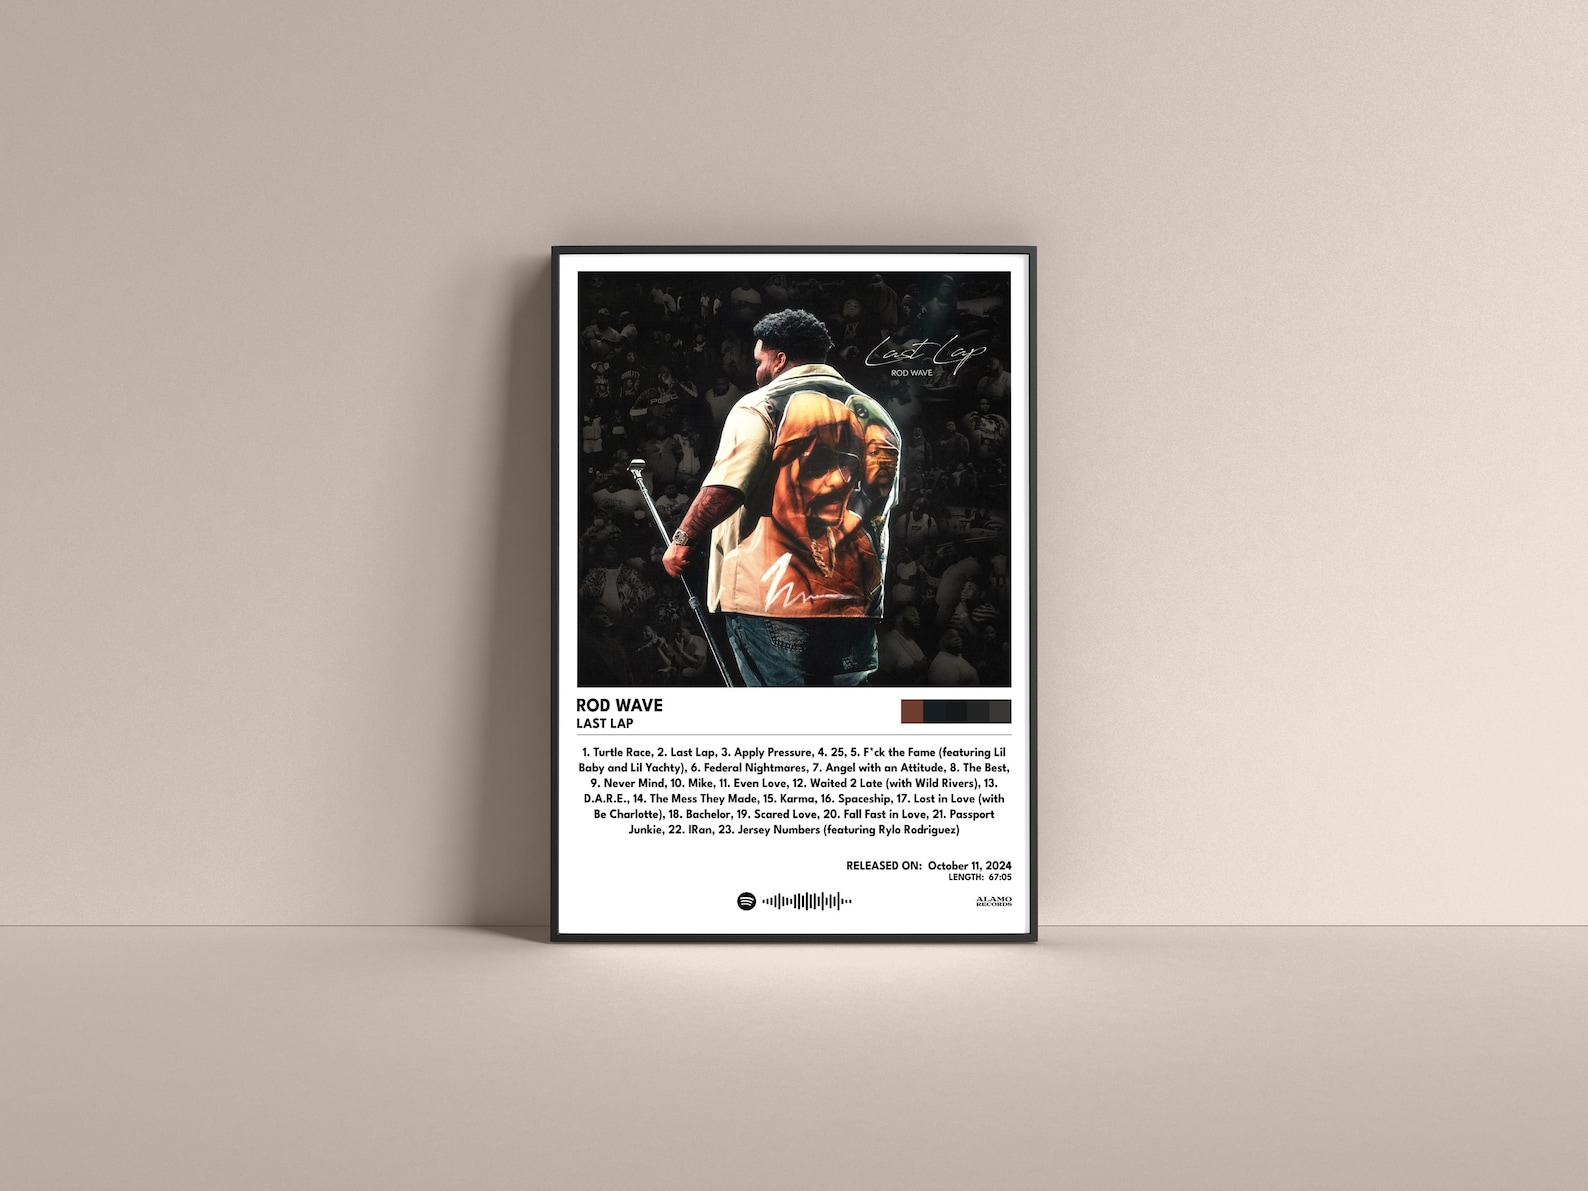 Last Lap
ROD WAVE
ROD WAVE
LAST LAP
1. Turtle Race, 2. Last Lap, 3. Apply Pressure, 4. 25, 5. F*ck the Fame (featuring Lil
Baby and Lil Yachty), 6. Federal Nightmares, 7. Angel with an Attitude, 8. The Best,
9. Never Mind, 10. Mike, 11. Even Love, 12. Waited 2 Late (with Wild Rivers), 13.
D.A.R.E., 14. The Mess They Made, 15. Karma, 16. Spaceship, 17. Lost in Love (with
Be Charlotte), 18. Bachelor, 19. Scared Love, 20. Fall Fast in Love, 21. Passport
Junkie, 22. IRan, 23. Jersey Numbers (featuring Rylo Rodriguez)
RELEASED ON: October 11, 2024
LENGTH: 67:05
ALAMO
RECORDS